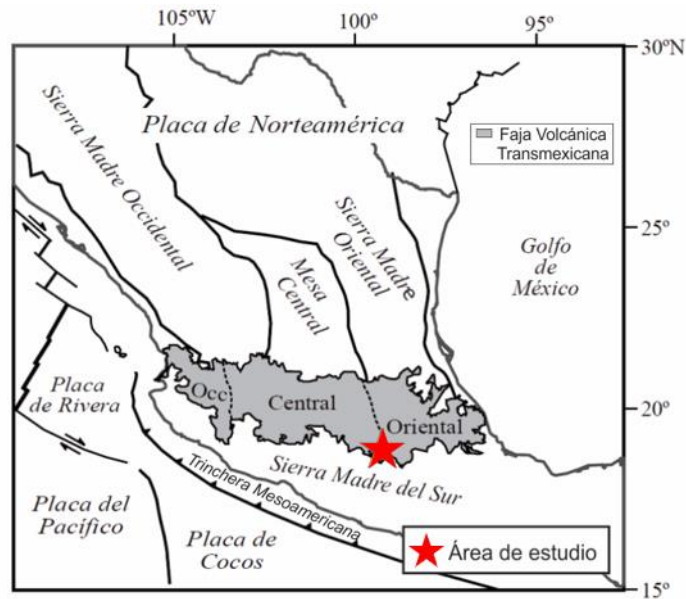 105ºW
100º
95º
30ºN
Sierra Madre Occidental
Placa de Norteamérica
Faja Volcánica
Transmexicana
Sierra Madre
Oriental
25º
Golfo
de
México
Mesa
Central
Placa
de Rivera
Occ
Central
Oriental
20º
Sierra Madre del Sur
Trinchera Mesoamericana
Placa del
Pacífico
Placa de
Cocos
Área de estudio
15º